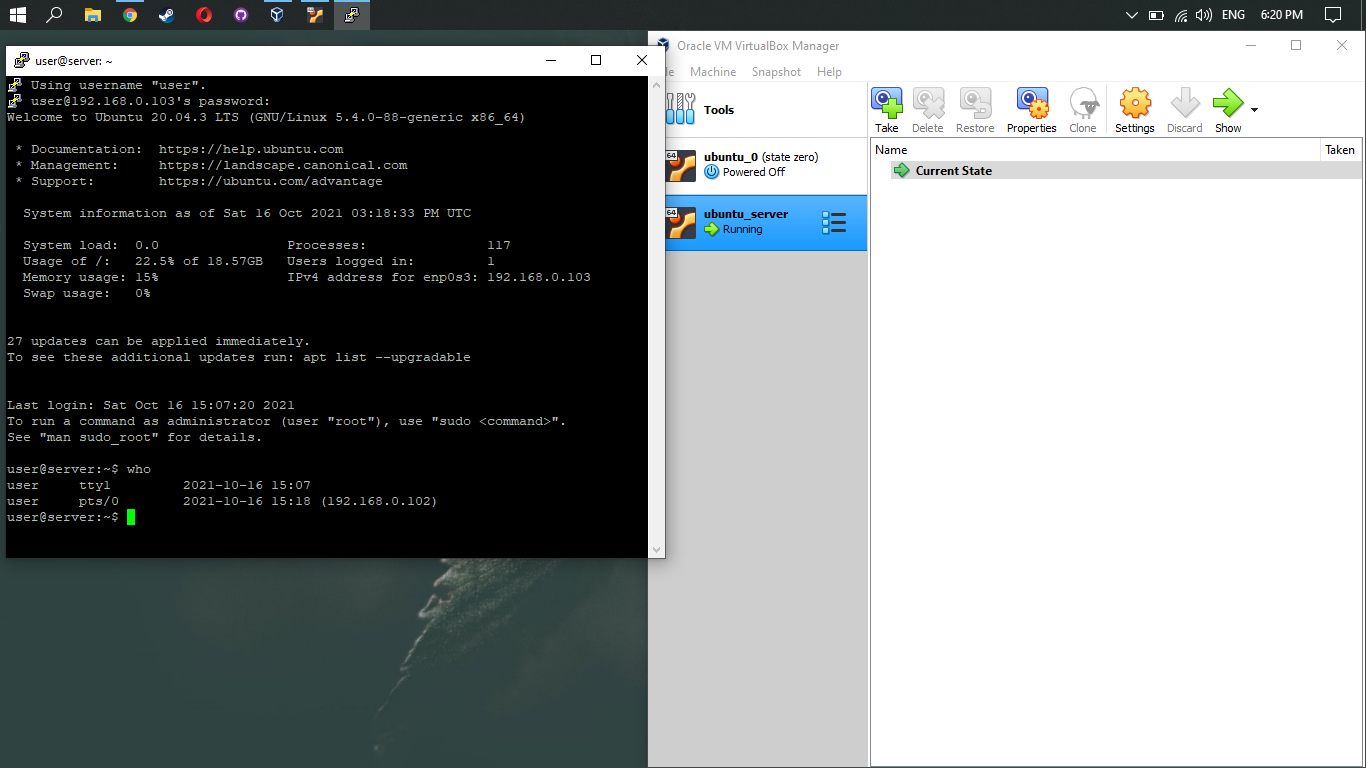 ENG 6:20 PM
user@server: ~
Using username "user".
user@192.168.0.103's password:
Welcome to Ubuntu 20.04.3 LTS (GNU/Linux 5.4.0-88-generic x86_64)
* Documentation: https://help.ubuntu.com
* Management: https://landscape.canonical.com
* Support: https://ubuntu.com/advantage
System information as of Sat 16 Oct 2021 03:18:33 PM UTC
System load: 0.0 Processes: 117
Usage of /: 22.5% of 18.57GB Users logged in: 1
Memory usage: 15% IPv4 address for enp0s3: 192.168.0.103
Swap usage: 0%
27 updates can be applied immediately.
To see these additional updates run: apt list --upgradable
Last login: Sat Oct 16 15:07:20 2021
To run a command as administrator (user "root"), use "sudo <command>".
See "man sudo_root" for details.
user@server:~$ who
user tty1 2021-10-16 15:07
user pts/0 2021-10-16 15:18 (192.168.0.102)
user@server:~$
Oracle VM VirtualBox Manager
Machine Snapshot Help
Tools
64
ubuntu_0 (state zero)
Powered Off
64
ubuntu_server
Running
Take Delete Restore Properties Clone Settings Discard Show
Name Taken
Current State